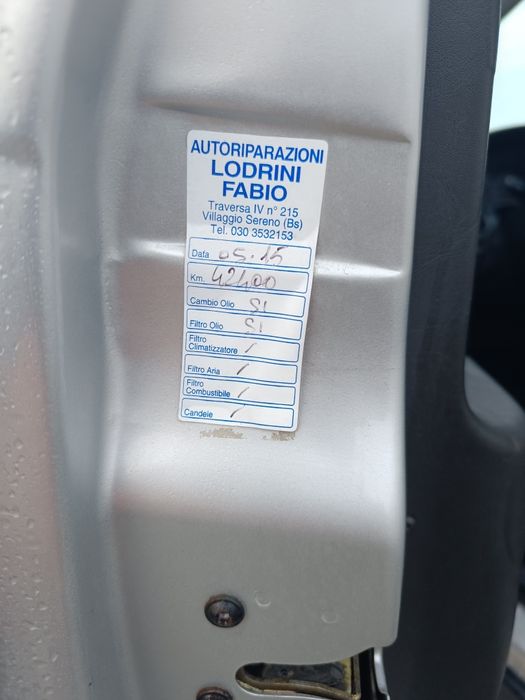 AUTORIPARAZIONI
LODRINI
FABIO
Traversa IV n° 215
Villaggio Sereno (Bs)
Tel. 030 3532153
Data 05.15
Km. 42400
Cambio Olio SI
Filtro Olio SI
Filtro
Climatizzatore /
Filtro Aria /
Filtro
Combustibile /
Candele /